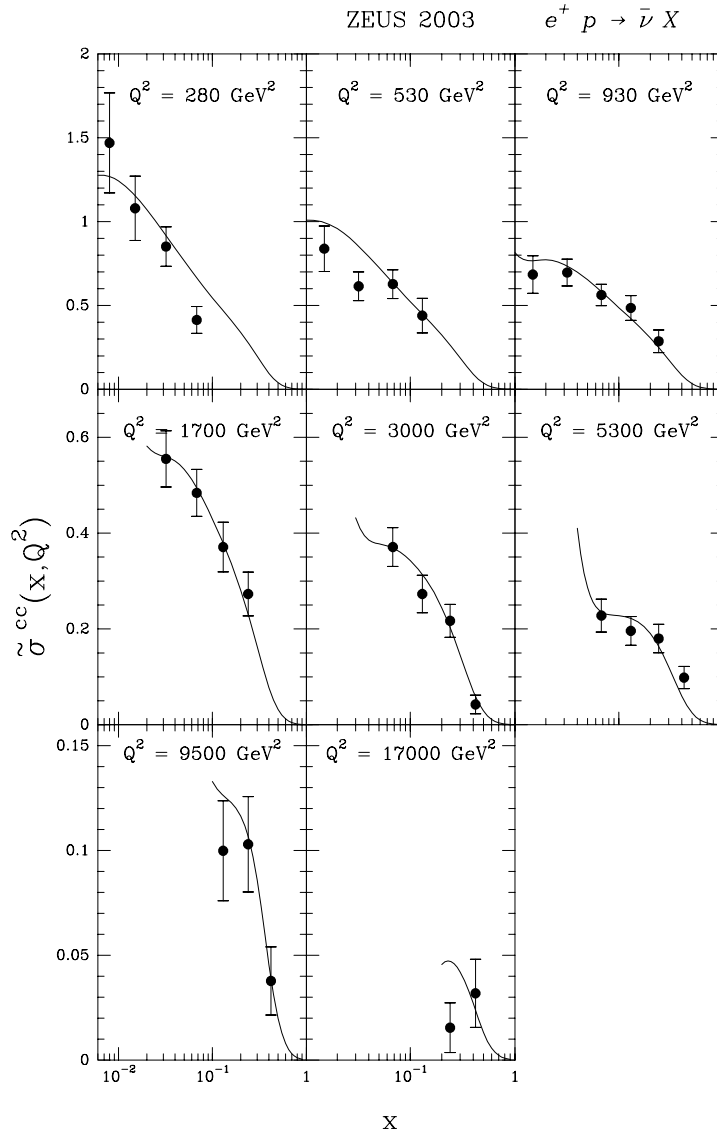 ZEUS 2003 e⁺ p → ν̄ X
2
Q² = 280 GeV² Q² = 530 GeV² Q² = 930 GeV²
1.5
1
0.5
0
Q² = 1700 GeV² Q² = 3000 GeV² Q² = 5300 GeV²
0.6
0.4
0.2
0
σ̃ ᶜᶜ(x,Q²)
Q² = 9500 GeV² Q² = 17000 GeV²
0.15
0.1
0.05
0
10⁻² 10⁻¹ 1 10⁻¹ 1
x